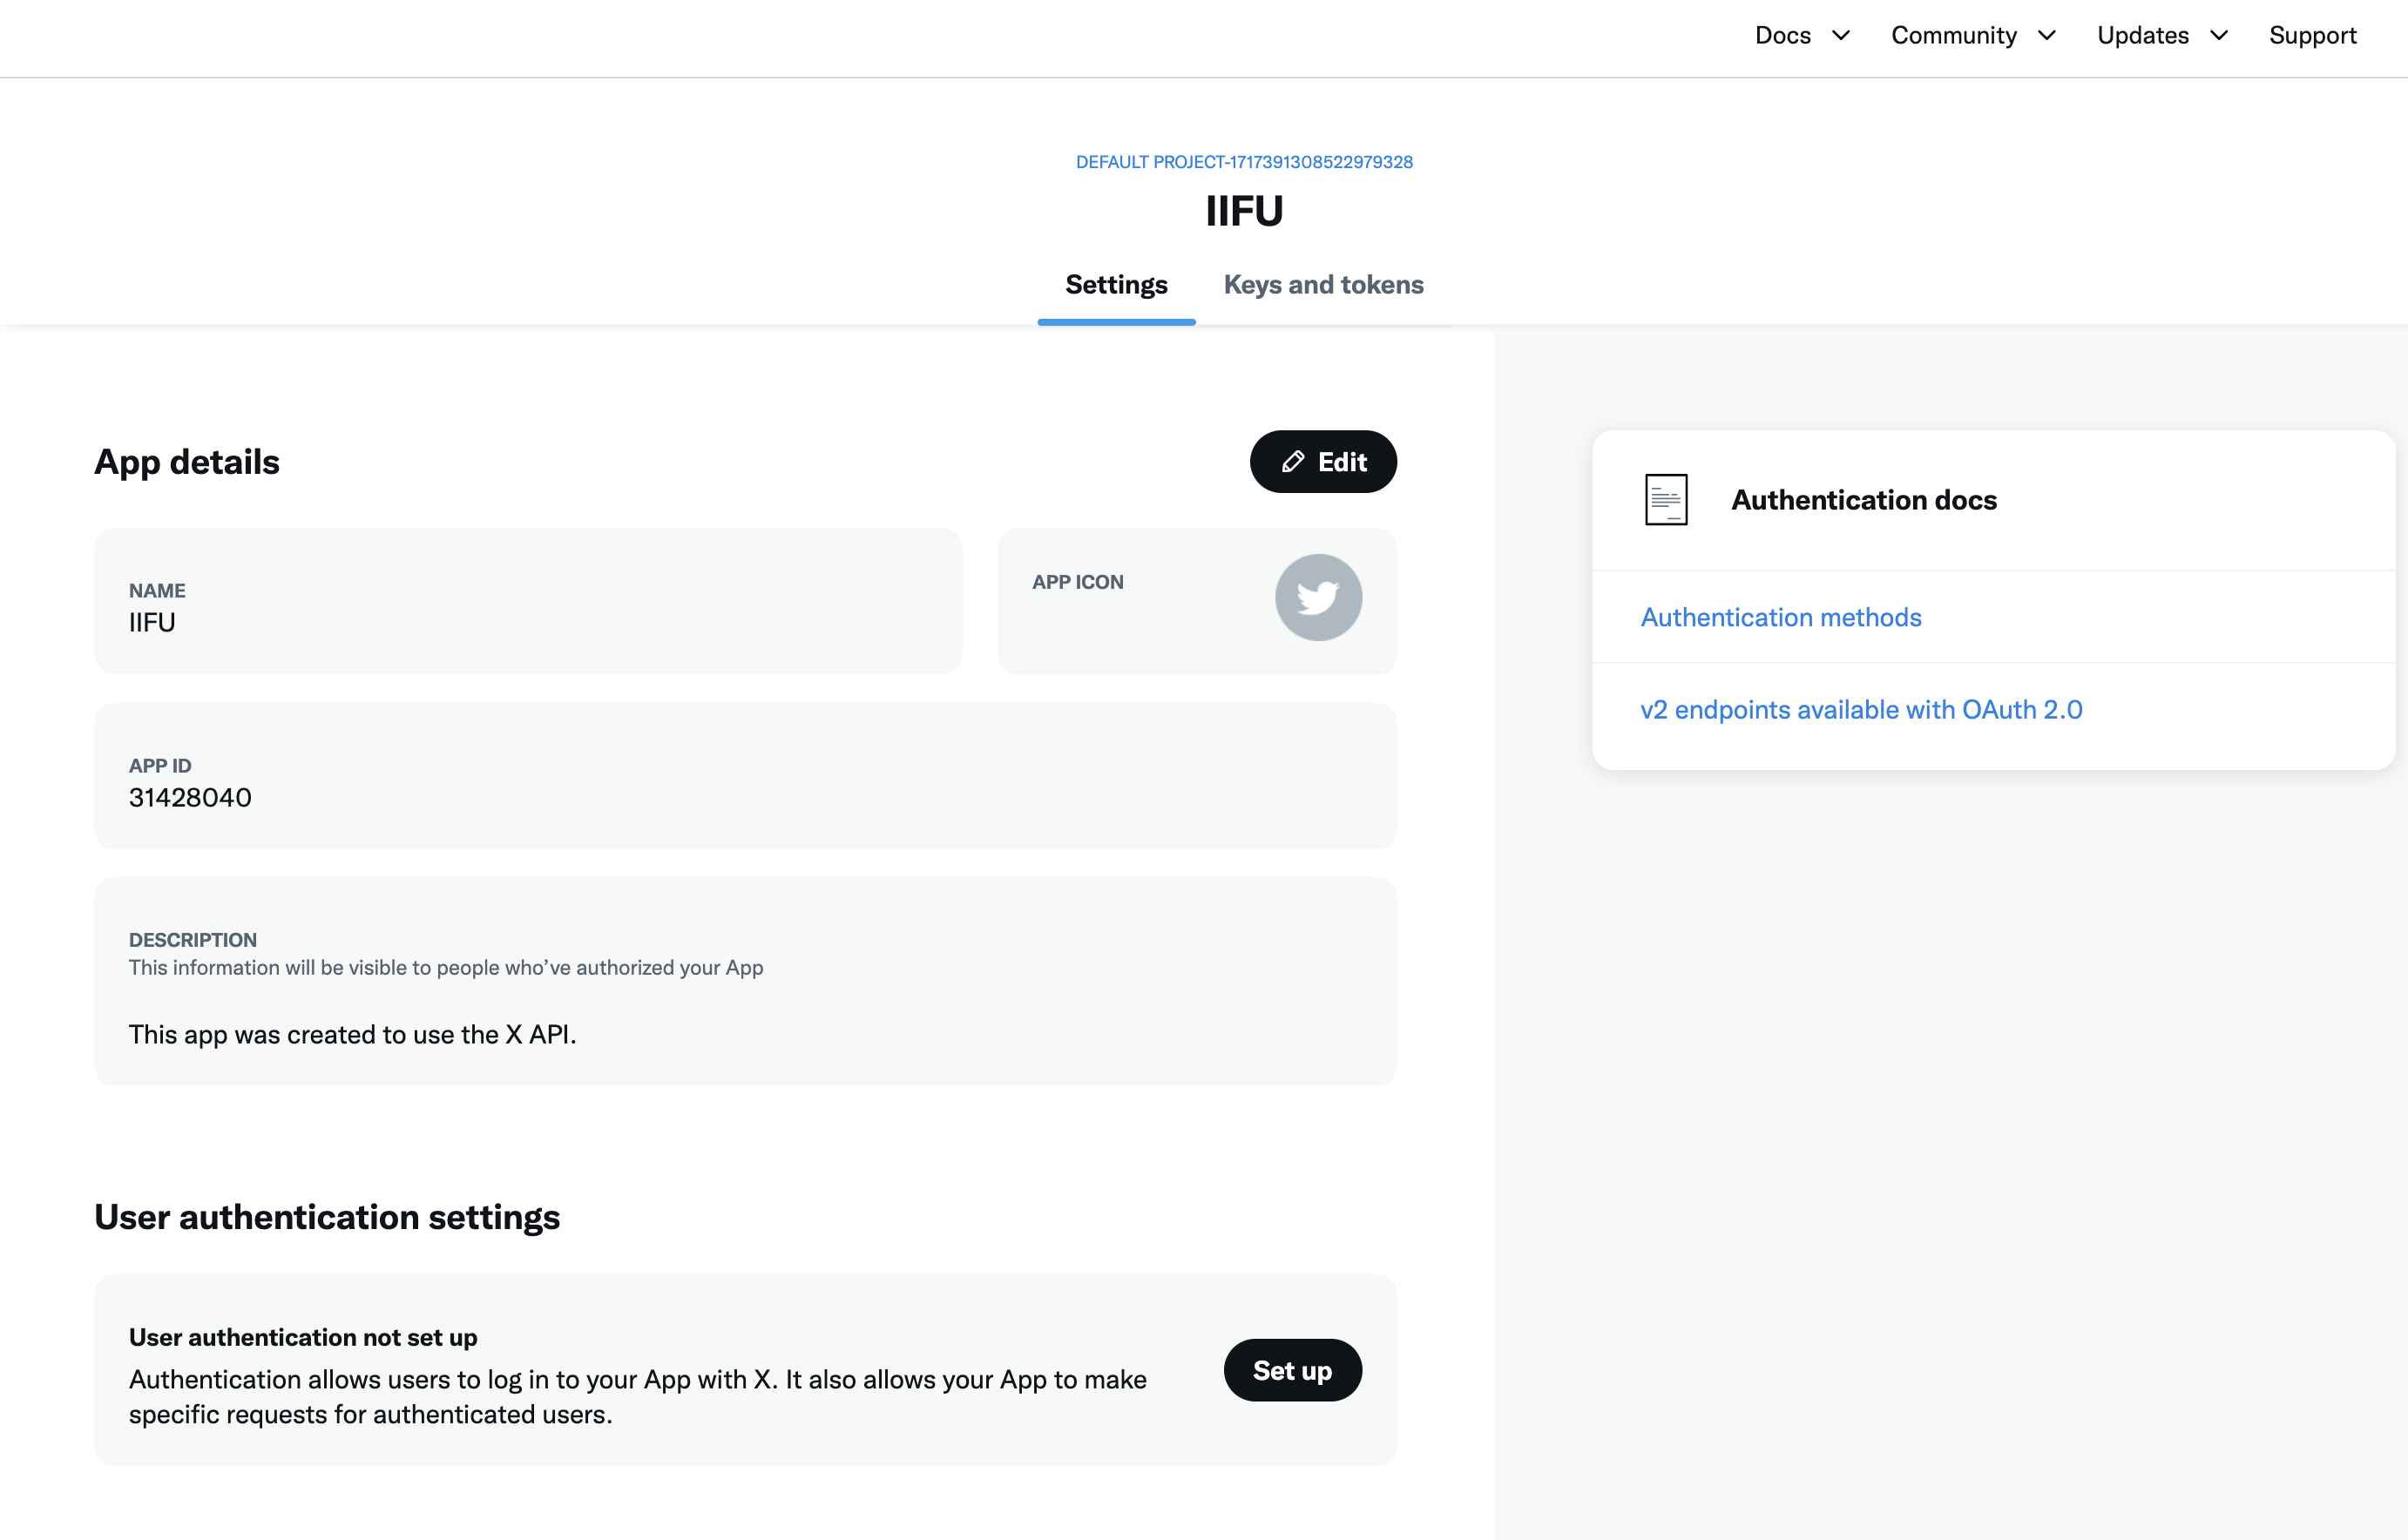 Docs Community Updates Support
DEFAULT PROJECT-1717391308522979328
IIFU
Settings Keys and tokens
App details
Edit
NAME
IIFU
APP ICON
APP ID
31428040
DESCRIPTION
This information will be visible to people who’ve authorized your App
This app was created to use the X API.
User authentication settings
User authentication not set up
Authentication allows users to log in to your App with X. It also allows your App to make
specific requests for authenticated users.
Set up
Authentication docs
Authentication methods
v2 endpoints available with OAuth 2.0